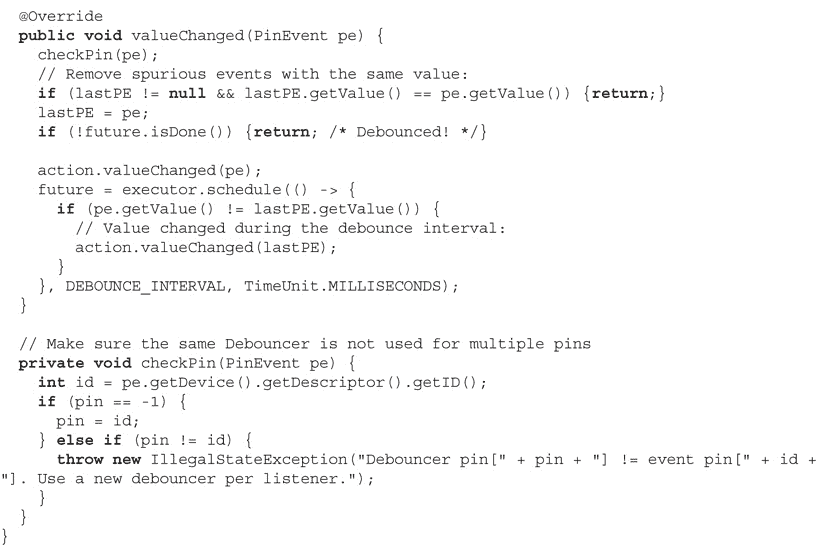 @Override
public void valueChanged(PinEvent pe) {
checkPin(pe);
// Remove spurious events with the same value:
if (lastPE != null && lastPE.getValue() == pe.getValue()) {return;}
lastPE = pe;
if (!future.isDone()) {return; /* Debounced! */}
action.valueChanged(pe);
future = executor.schedule(() -> {
if (pe.getValue() != lastPE.getValue()) {
// Value changed during the debounce interval:
action.valueChanged(lastPE);
}
}, DEBOUNCE_INTERVAL, TimeUnit.MILLISECONDS);
}
// Make sure the same Debouncer is not used for multiple pins
private void checkPin(PinEvent pe) {
int id = pe.getDevice().getDescriptor().getID();
if (pin == -1) {
pin = id;
} else if (pin != id) {
throw new IllegalStateException("Debouncer pin[" + pin + "] != event pin[" + id +
"]. Use a new debouncer per listener.");
}
}
}